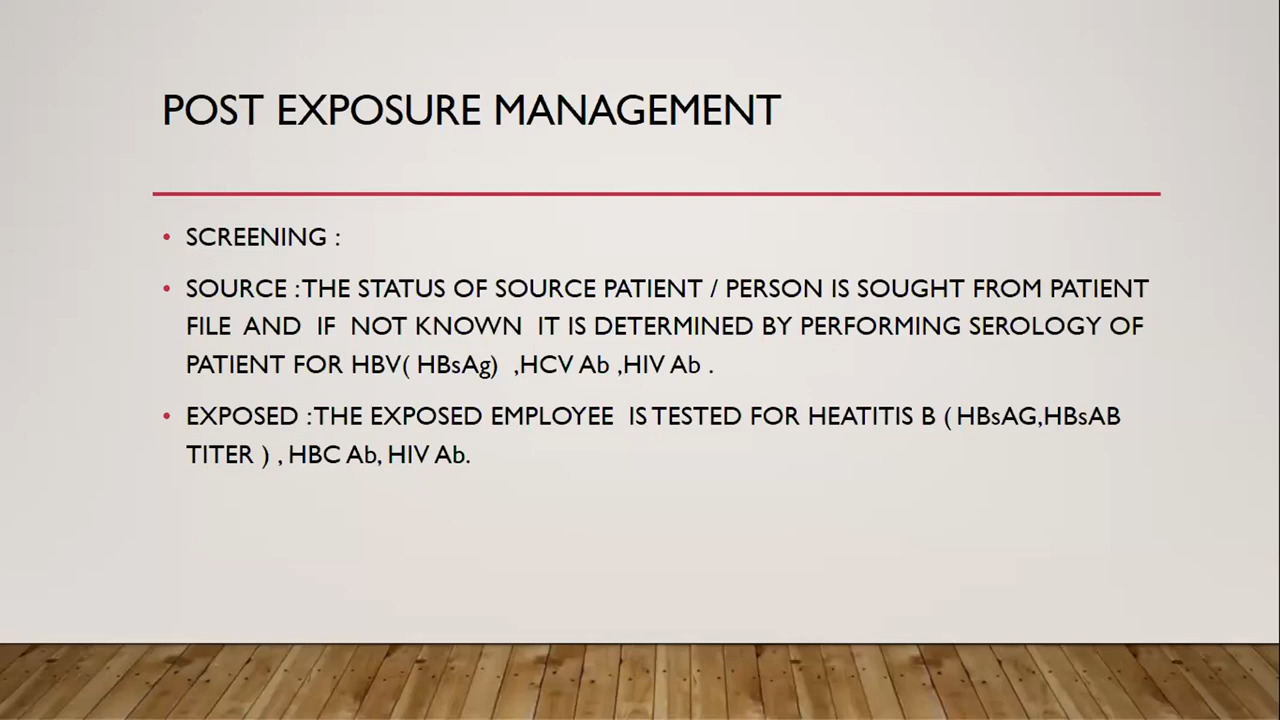 POST EXPOSURE MANAGEMENT
• SCREENING :
• SOURCE : THE STATUS OF SOURCE PATIENT / PERSON IS SOUGHT FROM PATIENT
FILE AND IF NOT KNOWN IT IS DETERMINED BY PERFORMING SEROLOGY OF
PATIENT FOR HBV( HBsAg) ,HCV Ab ,HIV Ab .
• EXPOSED : THE EXPOSED EMPLOYEE IS TESTED FOR HEATITIS B ( HBsAG,HBsAB
TITER ) , HBC Ab, HIV Ab.